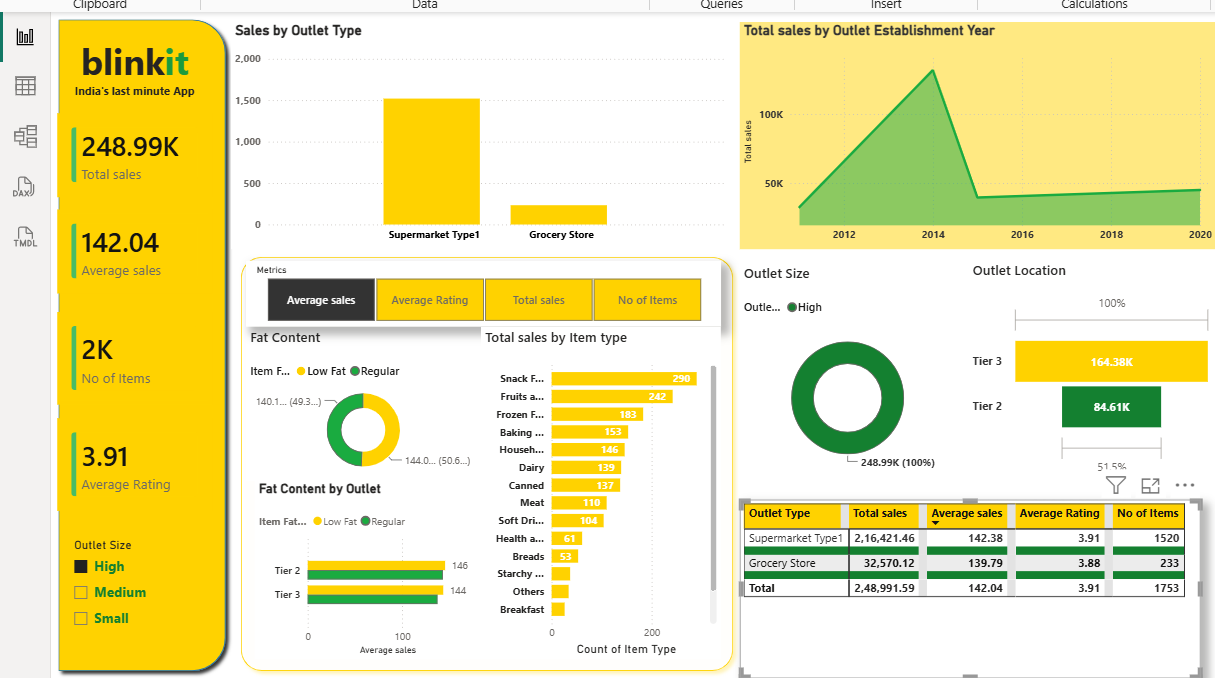 Clipboard
Data
Queries
Insert
Calculations
DAX
TMDL
blinkit
India's last minute App
248.99K
Total sales
142.04
Average sales
2K
No of Items
3.91
Average Rating
Outlet Size
High
Medium
Small
Sales by Outlet Type
2,000
1,500
1,000
500
0
Supermarket Type1
Grocery Store
Total sales by Outlet Establishment Year
Total sales
100K
50K
2012
2014
2016
2018
2020
Metrics
Average sales
Average Rating
Total sales
No of Items
Fat Content
Item F...
Low Fat
Regular
140.1... (49.3...)
144.0... (50.6...)
Fat Content by Outlet
Item Fat...
Low Fat
Regular
Tier 2
146
Tier 3
144
0
100
Average sales
Total sales by Item type
Snack F...
290
Fruits a...
242
Frozen F...
183
Baking ...
153
Househ...
146
Dairy
139
Canned
137
Meat
110
Soft Dri...
104
Health a...
61
Breads
53
Starchy ...
Others
Breakfast
0
200
Count of Item Type
Outlet Size
Outle...
High
248.99K (100%)
Outlet Location
100%
Tier 3
164.38K
Tier 2
84.61K
51.5%
Outlet Type Total sales Average sales Average Rating No of Items
Supermarket Type1 2,16,421.46 142.38 3.91 1520
Grocery Store 32,570.12 139.79 3.88 233
Total 2,48,991.59 142.04 3.91 1753